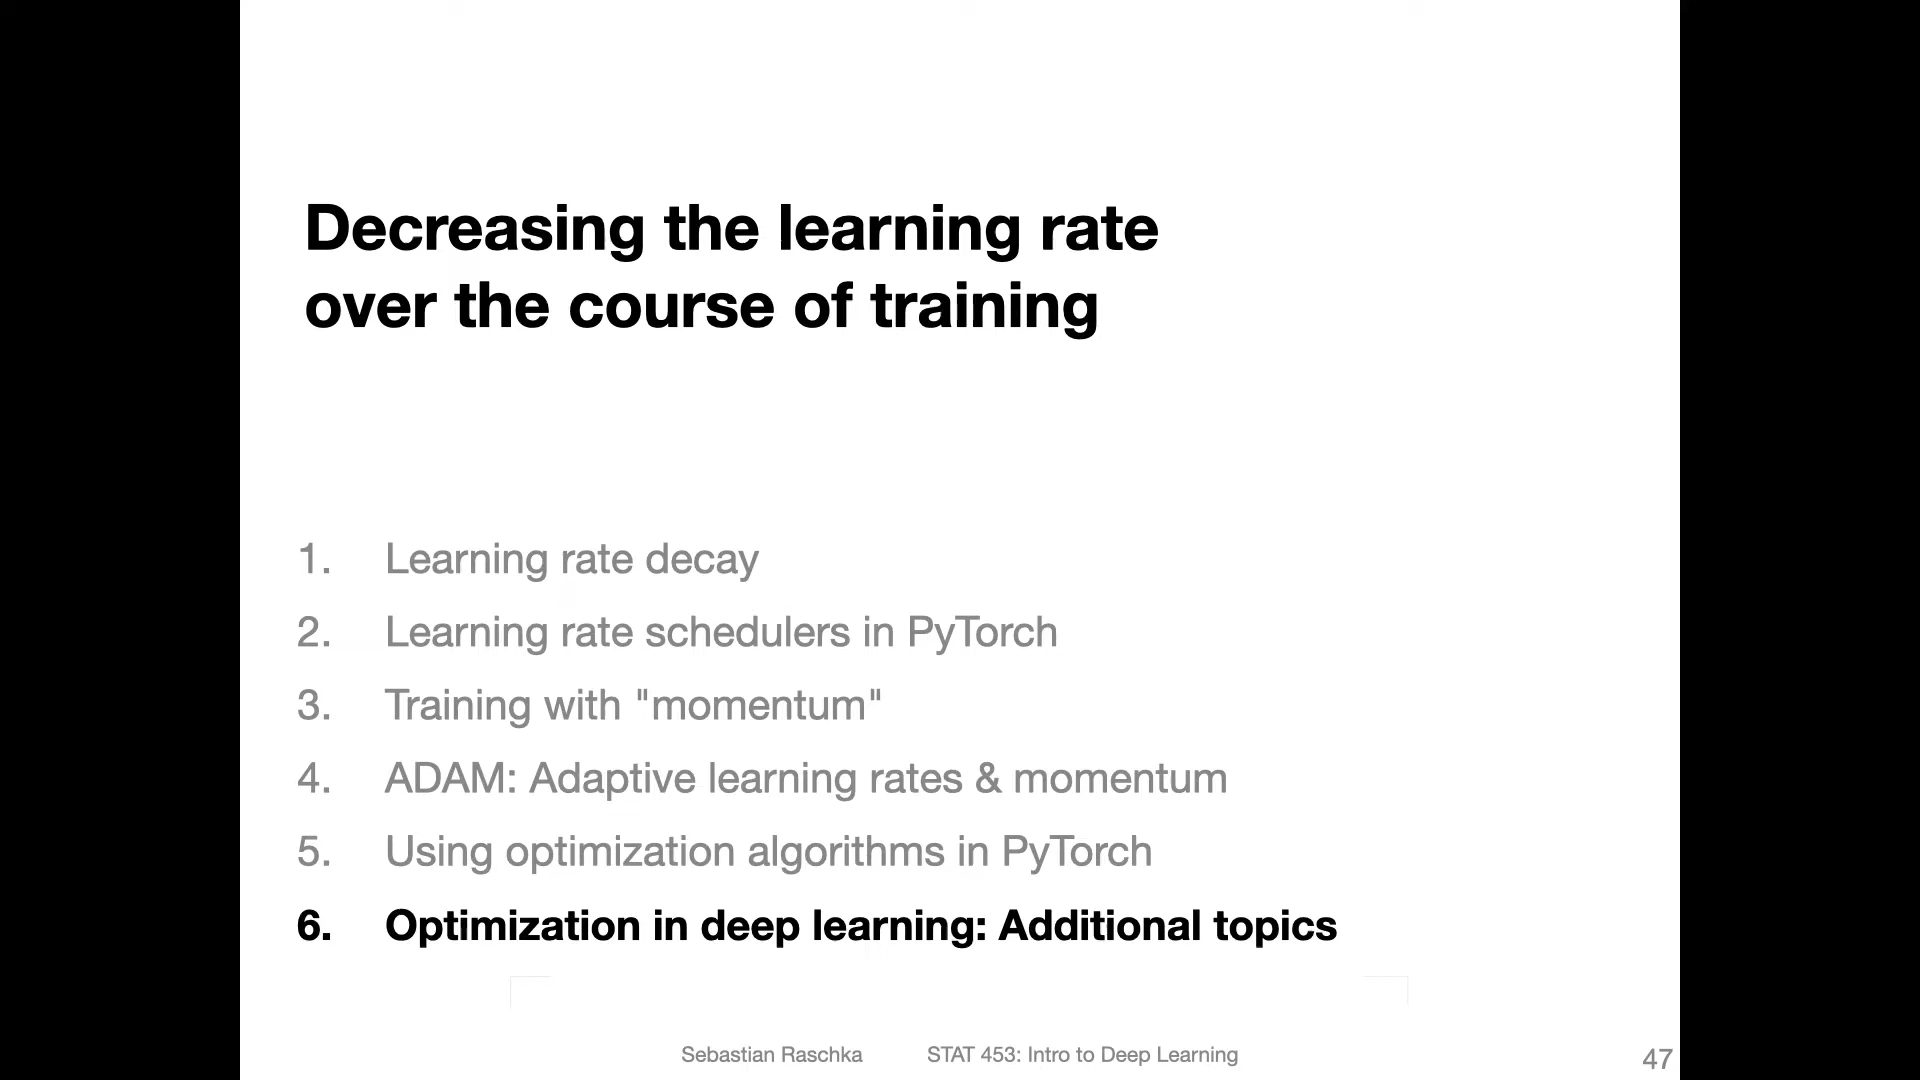 Decreasing the learning rate
over the course of training
1. Learning rate decay
2. Learning rate schedulers in PyTorch
3. Training with "momentum"
4. ADAM: Adaptive learning rates & momentum
5. Using optimization algorithms in PyTorch
6. Optimization in deep learning: Additional topics
Sebastian Raschka STAT 453: Intro to Deep Learning 47